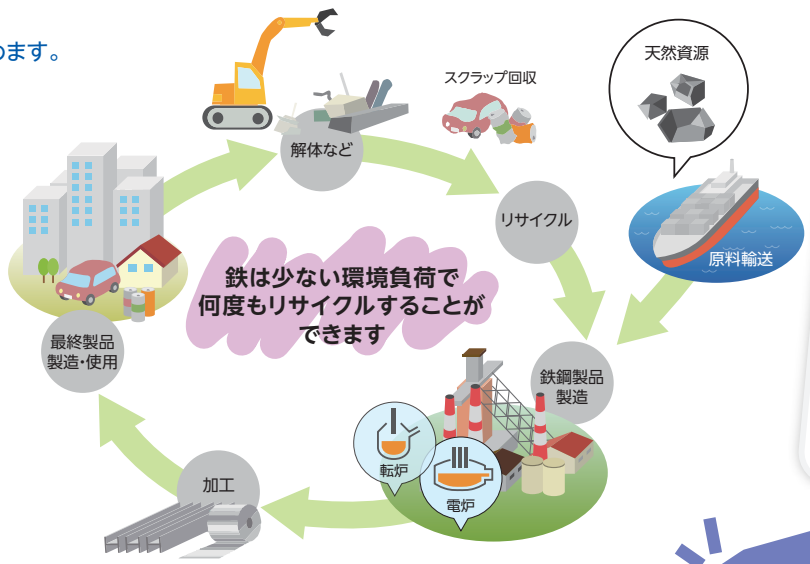 めます。
天然資源
スクラップ回収
解体など
リサイクル
原料輸送
鉄は少ない環境負荷で
何度もリサイクルすることが
できます
最終製品
製造・使用
鉄鋼製品
製造
転炉
電炉
加工